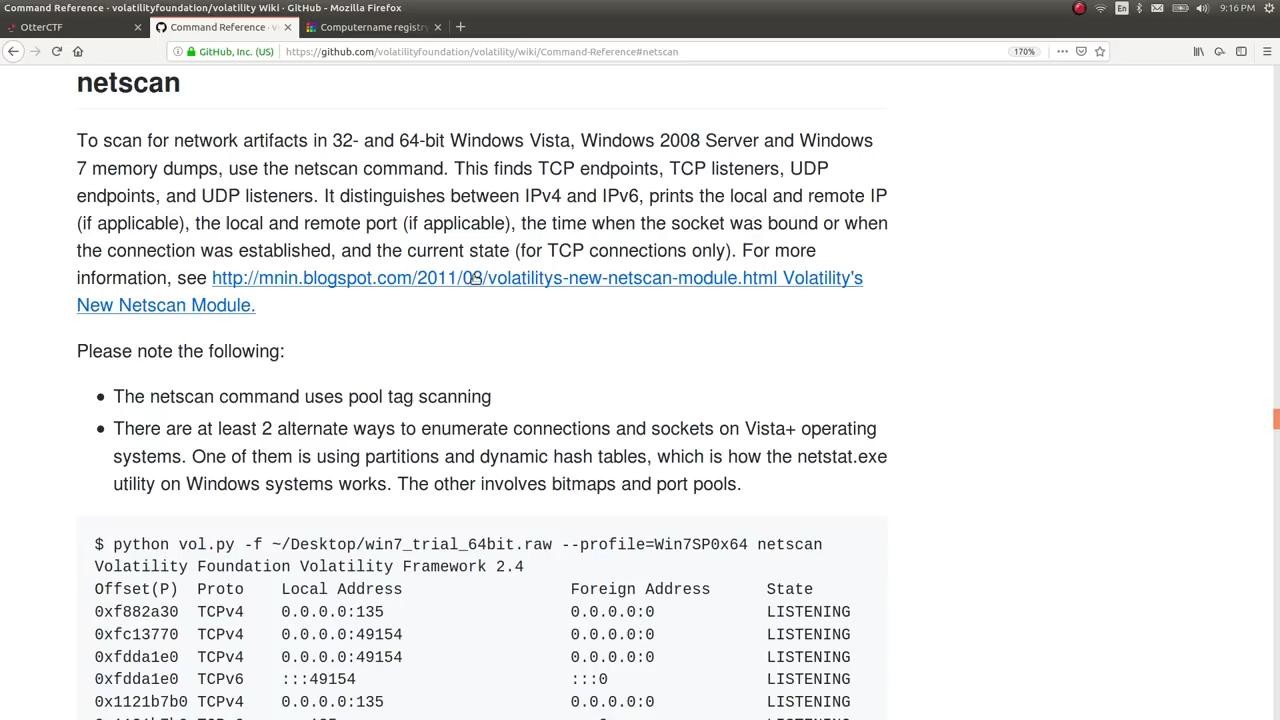 Command Reference · volatilityfoundation/volatility Wiki · GitHub - Mozilla Firefox
En
9:16 PM
OtterCTF
Command Reference · v
Computername registry
GitHub, Inc. (US)
https://github.com/volatilityfoundation/volatility/wiki/Command-Reference#netscan
170%
netscan
To scan for network artifacts in 32- and 64-bit Windows Vista, Windows 2008 Server and Windows
7 memory dumps, use the netscan command. This finds TCP endpoints, TCP listeners, UDP
endpoints, and UDP listeners. It distinguishes between IPv4 and IPv6, prints the local and remote IP
(if applicable), the local and remote port (if applicable), the time when the socket was bound or when
the connection was established, and the current state (for TCP connections only). For more
information, see http://mnin.blogspot.com/2011/03/volatilitys-new-netscan-module.html Volatility's
New Netscan Module.
Please note the following:
The netscan command uses pool tag scanning
There are at least 2 alternate ways to enumerate connections and sockets on Vista+ operating
systems. One of them is using partitions and dynamic hash tables, which is how the netstat.exe
utility on Windows systems works. The other involves bitmaps and port pools.
$ python vol.py -f ~/Desktop/win7_trial_64bit.raw --profile=Win7SP0x64 netscan
Volatility Foundation Volatility Framework 2.4
Offset(P) Proto Local Address Foreign Address State
0xf882a30 TCPv4 0.0.0.0:135 0.0.0.0:0 LISTENING
0xfc13770 TCPv4 0.0.0.0:49154 0.0.0.0:0 LISTENING
0xfdda1e0 TCPv4 0.0.0.0:49154 0.0.0.0:0 LISTENING
0xfdda1e0 TCPv6 :::49154 :::0 LISTENING
0x1121b7b0 TCPv4 0.0.0.0:135 0.0.0.0:0 LISTENING